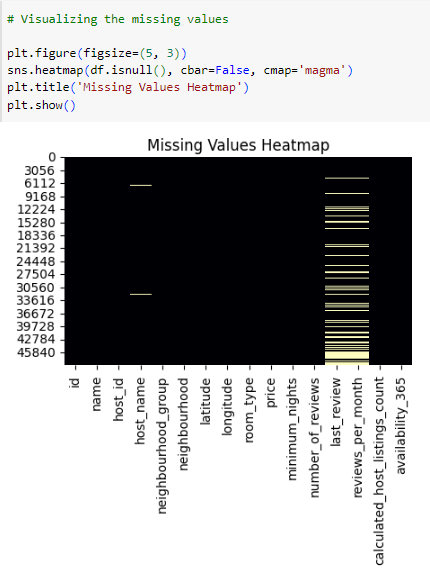 # Visualizing the missing values
plt.figure(figsize=(5, 3))
sns.heatmap(df.isnull(), cbar=False, cmap='magma')
plt.title('Missing Values Heatmap')
plt.show()
Missing Values Heatmap
0
3056
6112
9168
12224
15280
18336
21392
24448
27504
30560
33616
36672
39728
42784
45840
id
name
host_id
host_name
neighbourhood_group
neighbourhood
latitude
longitude
room_type
price
minimum_nights
number_of_reviews
last_review
reviews_per_month
calculated_host_listings_count
availability_365